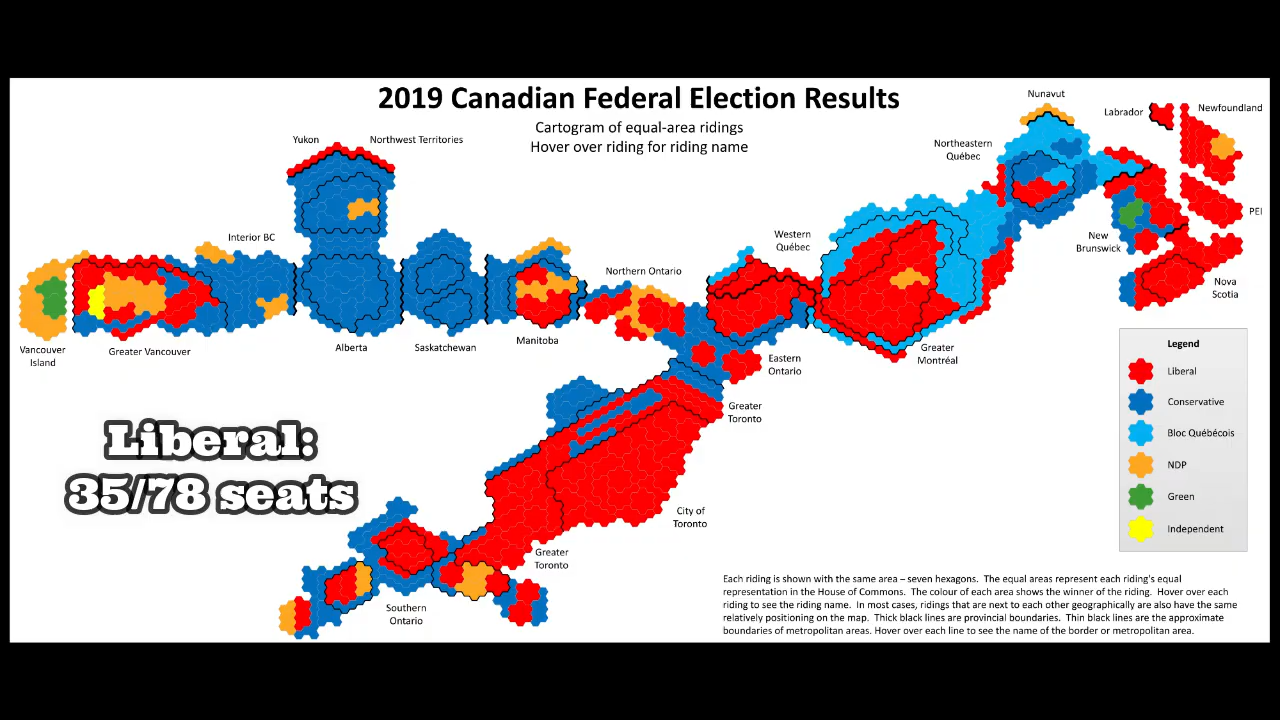 2019 Canadian Federal Election Results
Cartogram of equal-area ridings
Hover over riding for riding name
Nunavut
Labrador
Newfoundland
Yukon
Northwest Territories
Northeastern
Québec
PEI
Interior BC
Western
Québec
New
Brunswick
Northern Ontario
Nova
Scotia
Vancouver
Island
Greater Vancouver
Alberta
Saskatchewan
Manitoba
Eastern
Ontario
Greater
Montréal
Greater
Toronto
Liberal:
35/78 seats
City of
Toronto
Greater
Toronto
Southern
Ontario
Legend
Liberal
Conservative
Bloc Québécois
NDP
Green
Independent
Each riding is shown with the same area – seven hexagons. The equal areas represent each riding's equal
representation in the House of Commons. The colour of each area shows the winner of the riding. Hover over each
riding to see the riding name. In most cases, ridings that are next to each other geographically are also have the same
relatively positioning on the map. Thick black lines are provincial boundaries. Thin black lines are the approximate
boundaries of metropolitan areas. Hover over each line to see the name of the border or metropolitan area.